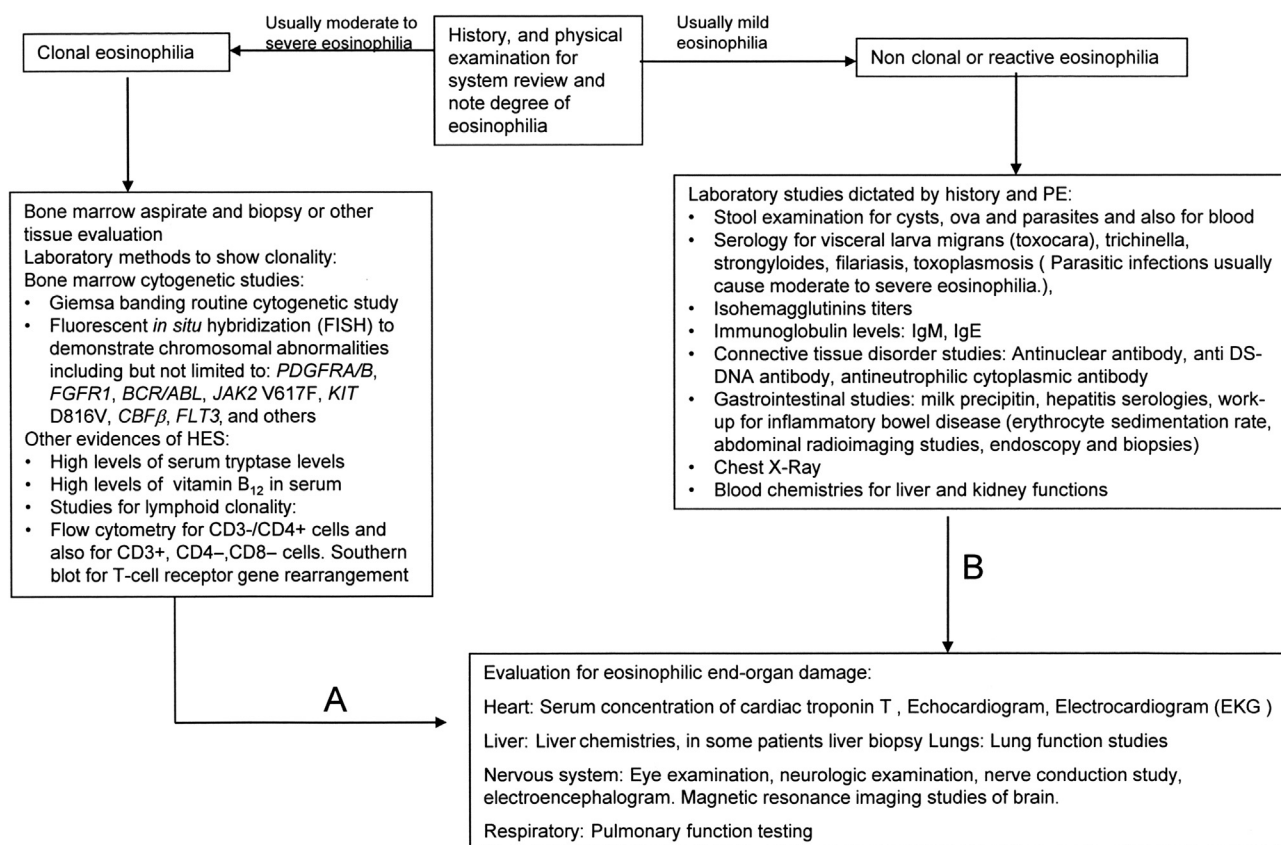 Usually moderate to
severe eosinophilia
Usually mild
eosinophilia
Clonal eosinophilia
History, and physical
examination for
system review and
note degree of
eosinophilia
Non clonal or reactive eosinophilia
Bone marrow aspirate and biopsy or other
tissue evaluation
Laboratory methods to show clonality:
Bone marrow cytogenetic studies:
• Giemsa banding routine cytogenetic study
• Fluorescent in situ hybridization (FISH) to
demonstrate chromosomal abnormalities
including but not limited to: PDGFRA/B,
FGFR1, BCR/ABL, JAK2 V617F, KIT
D816V, CBFβ, FLT3, and others
Other evidences of HES:
• High levels of serum tryptase levels
• High levels of vitamin B12 in serum
• Studies for lymphoid clonality:
• Flow cytometry for CD3-/CD4+ cells and
also for CD3+, CD4–,CD8– cells. Southern
blot for T-cell receptor gene rearrangement
Laboratory studies dictated by history and PE:
• Stool examination for cysts, ova and parasites and also for blood
• Serology for visceral larva migrans (toxocara), trichinella,
strongyloides, filariasis, toxoplasmosis ( Parasitic infections usually
cause moderate to severe eosinophilia.),
• Isohemagglutinins titers
• Immunoglobulin levels: IgM, IgE
• Connective tissue disorder studies: Antinuclear antibody, anti DS-
DNA antibody, antineutrophilic cytoplasmic antibody
• Gastrointestinal studies: milk precipitin, hepatitis serologies, work-
up for inflammatory bowel disease (erythrocyte sedimentation rate,
abdominal radioimaging studies, endoscopy and biopsies)
• Chest X-Ray
• Blood chemistries for liver and kidney functions
A
B
Evaluation for eosinophilic end-organ damage:
Heart: Serum concentration of cardiac troponin T , Echocardiogram, Electrocardiogram (EKG )
Liver: Liver chemistries, in some patients liver biopsy Lungs: Lung function studies
Nervous system: Eye examination, neurologic examination, nerve conduction study,
electroencephalogram. Magnetic resonance imaging studies of brain.
Respiratory: Pulmonary function testing